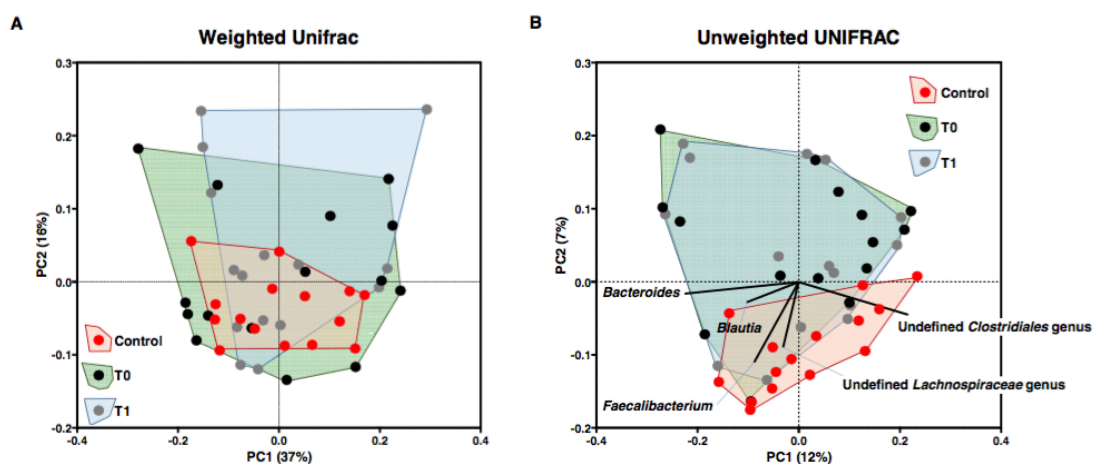 A
Weighted Unifrac
0.3
0.2
0.1
0.0
-0.1
-0.2
PC2 (16%)
-0.4
-0.2
0.0
0.2
0.4
PC1 (37%)
Control
T0
T1
B
Unweighted UNIFRAC
0.3
0.2
0.1
0.0
-0.1
-0.2
PC2 (7%)
-0.4
-0.2
0.0
0.2
0.4
PC1 (12%)
Control
T0
T1
Bacteroides
Blautia
Undefined Clostridiales genus
Undefined Lachnospiraceae genus
Faecalibacterium